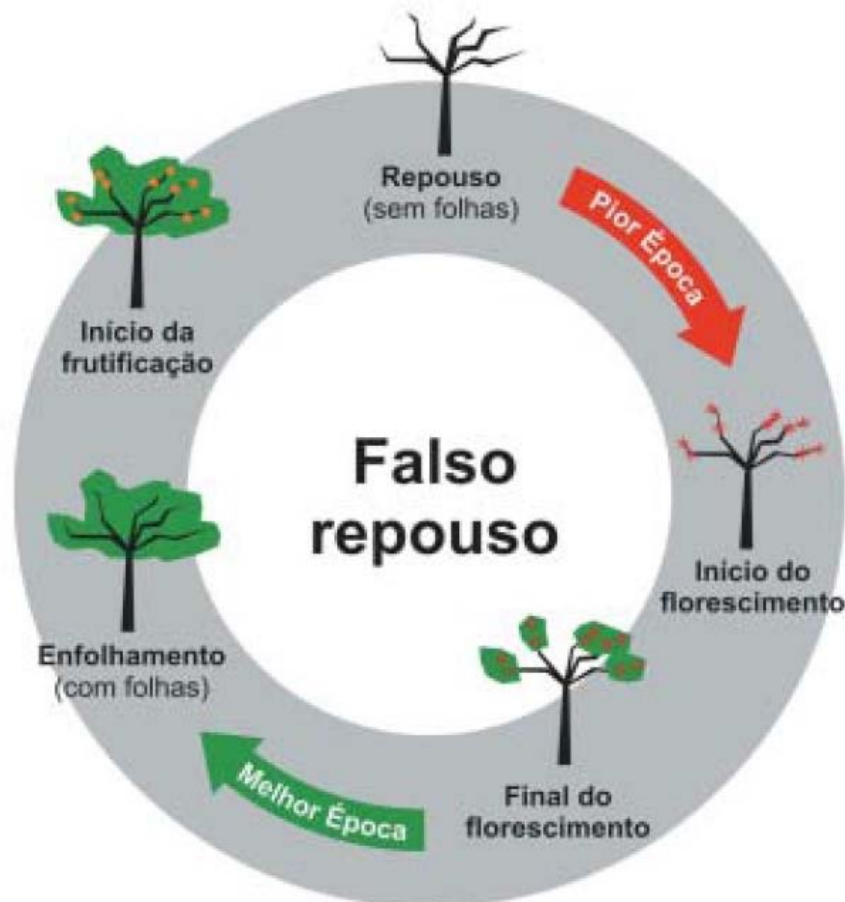 Repouso
(sem folhas)
Pior Época
Início do
florescimento
Final do
florescimento
Melhor Época
Enfolhamento
(com folhas)
Início da
frutificação
Falso
repouso